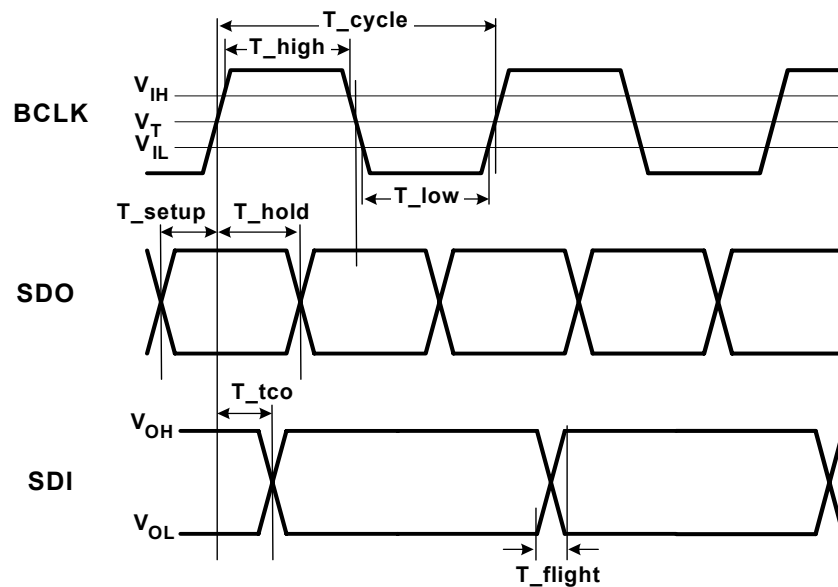 T_cycle
T_high
V_IH
BCLK
V_T
V_IL
T_low
T_setup
T_hold
SDO
T_tco
V_OH
SDI
V_OL
T_flight